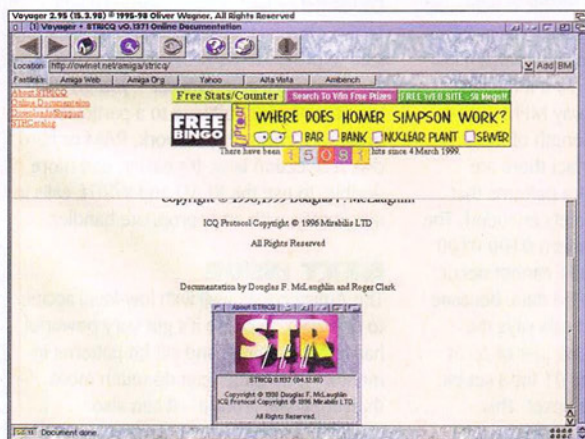 Voyager 2.95 (15.3.98) © 1995-98 Oliver Wagner, All Rights Reserved
(1) Voyager • STRICQ v0.1371 Online Documentation
Location: http://owlnet.net/amiga/stricq/
Add BM
Fastlinks: Amiga Web Amiga Org Yahoo Alta Vista Aminet
About STRICQ
Online Documentation
Downloads/Support
Free Stats/Counter Search To Win Free Prizes FREE WEB SITE - 50 Megs
FREE BINGO
Uproar
WHERE DOES HOMER SIMPSON WORK?
BAR BANK NUCLEAR PLANT SEWER
There have been 15081 hits since 4 March 1999.
Copyright © 1998,1999 Douglas F. McLaughlin
ICQ Protocol Copyright © 1996 Mirabilis LTD
All Rights Reserved
Documentation by Douglas F. McLaughlin and Roger Clark
About STRICQ
STR
STRICQ 0.1137 (04.12.98)
Copyright © 1998 Douglas F. McLaughlin
ICQ Protocol Copyright © 1996 Mirabilis LTD
All Rights Reserved.
Document done